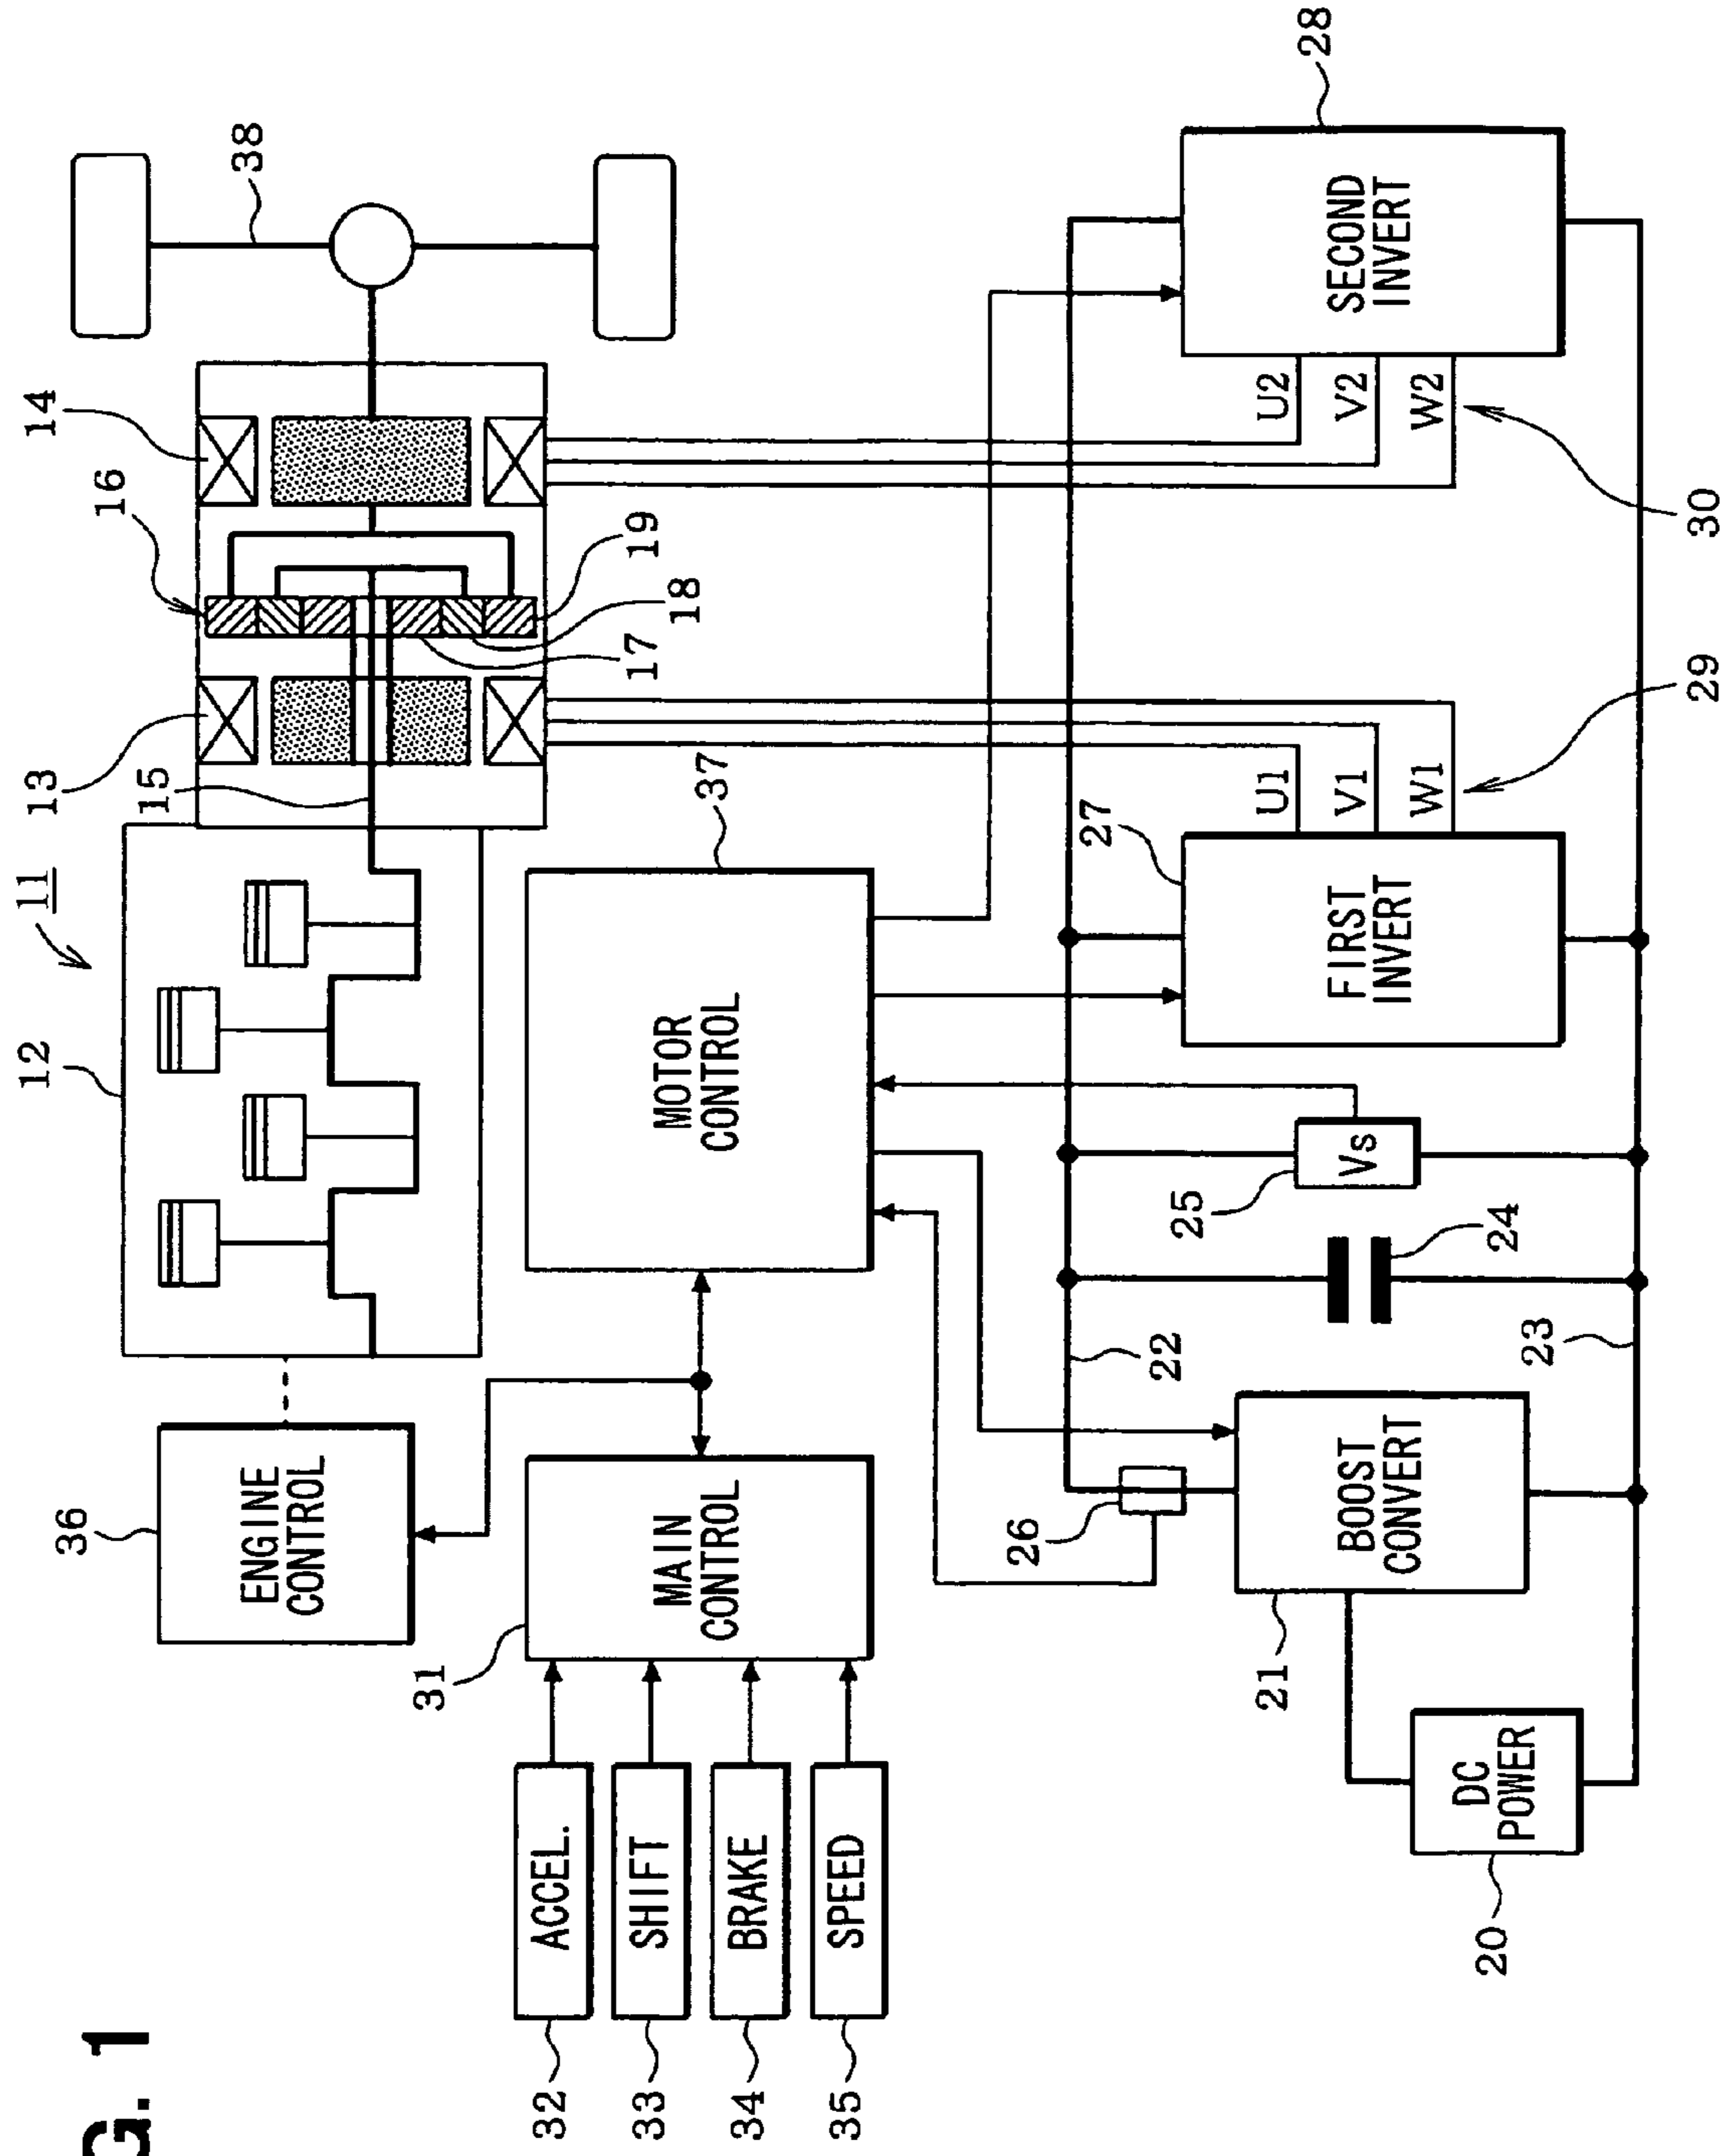 G. 1
11
12
13
14
15
16
17
18
19
38
36
ENGINE
CONTROL
31
MAIN
CONTROL
MOTOR
CONTROL
37
32
ACCEL.
33
SHIFT
34
BRAKE
35
SPEED
20
DC
POWER
21
BOOST
CONVERT
26
22
23
24
25
Vs
27
FIRST
INVERT
U1
V1
W1
29
28
SECOND
INVERT
U2
V2
W2
30